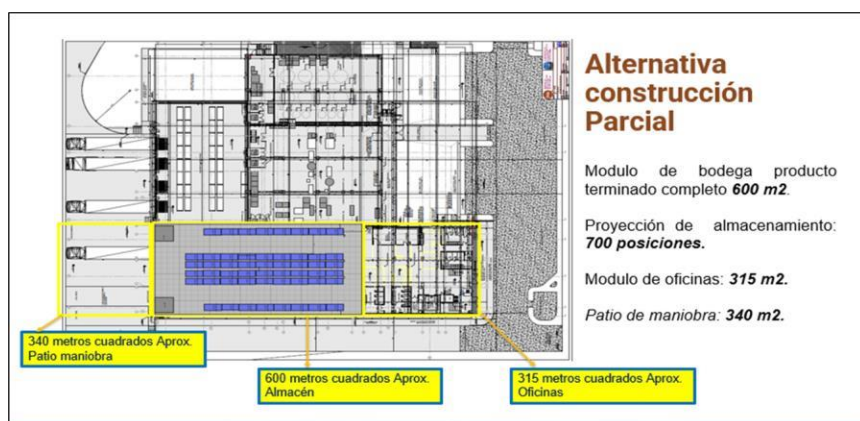 Alternativa
construcción
Parcial
Modulo de bodega producto
terminado completo 600 m2.
Proyección de almacenamiento:
700 posiciones.
Modulo de oficinas: 315 m2.
Patio de maniobra: 340 m2.
340 metros cuadrados Aprox.
Patio maniobra
600 metros cuadrados Aprox.
Almacén
315 metros cuadrados Aprox.
Oficinas